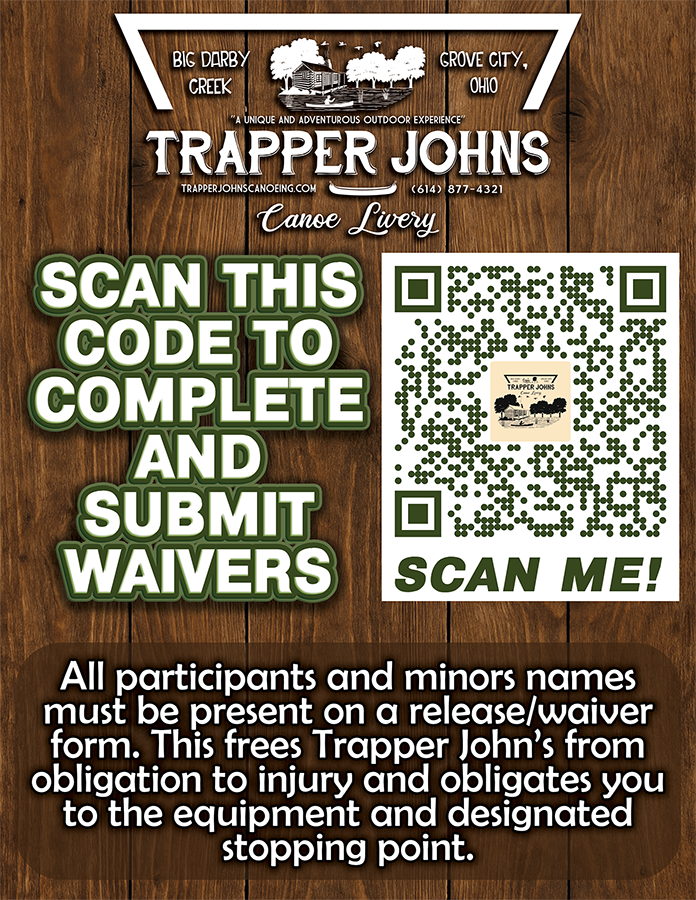 BIG DARBY
CREEK
GROVE CITY,
OHIO
"A UNIQUE AND ADVENTUROUS OUTDOOR EXPERIENCE"
TRAPPER JOHNS
TRAPPERJOHNSCANOEING.COM
(614) 877-4321
Canoe Livery
SCAN THIS
CODE TO
COMPLETE
AND
SUBMIT
WAIVERS
TRAPPER JOHNS
Canoe Livery
SCAN ME!
All participants and minors names
must be present on a release/waiver
form. This frees Trapper John's from
obligation to injury and obligates you
to the equipment and designated
stopping point.